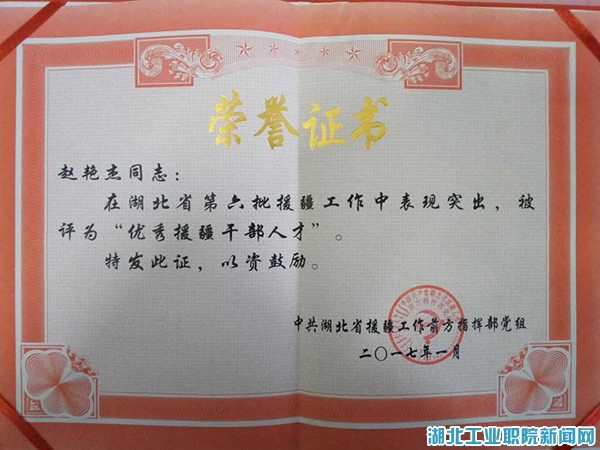 荣誉证书
赵艳杰同志：
在湖北省第六批援疆工作中表现突出，被
评为“优秀援疆干部人才”。
特发此证，以资鼓励。
中共湖北省援疆工作前方指挥部党组
二〇一七年一月
湖北工业职院新闻网